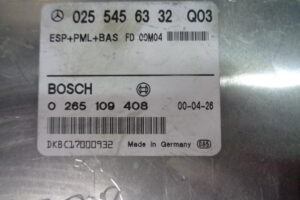 025 545 63 32 Q03
ESP+PML+BAS FD 00M04
BOSCH
0 265 109 408 00-04-26
DK8C17000932 Made in Germany